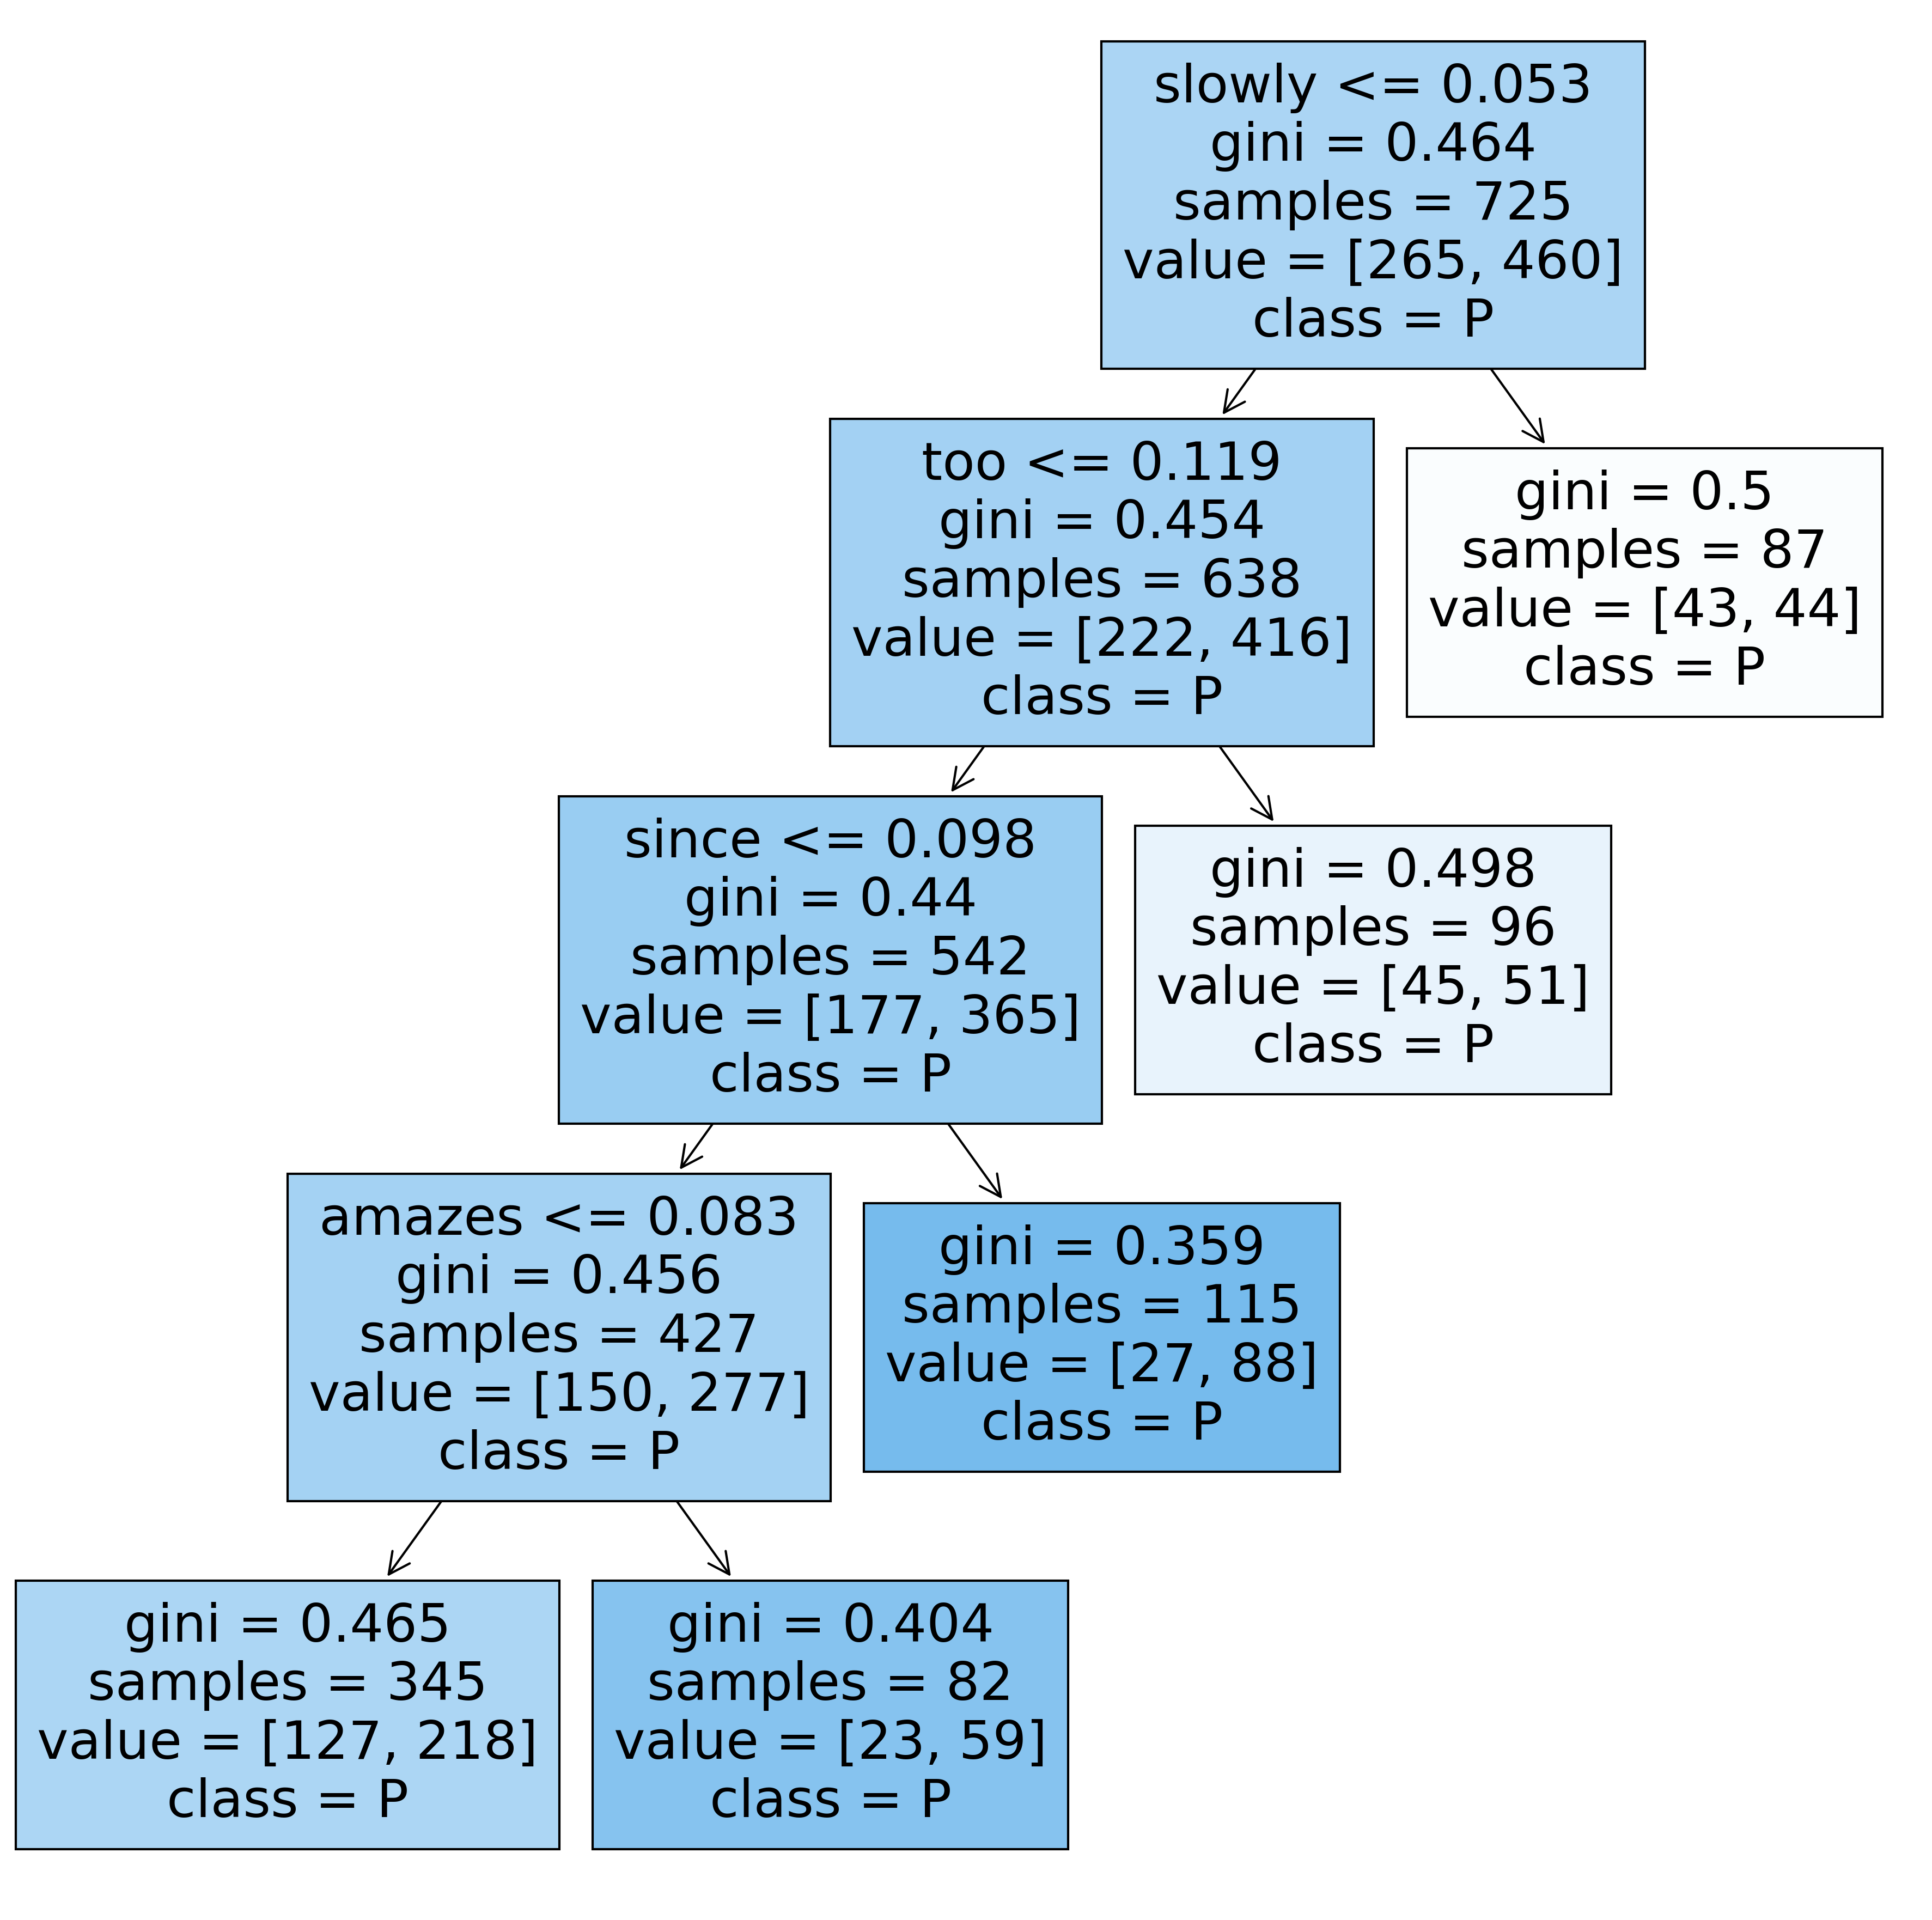 slowly <= 0.053
gini = 0.464
samples = 725
value = [265, 460]
class = P
too <= 0.119
gini = 0.454
samples = 638
value = [222, 416]
class = P
gini = 0.5
samples = 87
value = [43, 44]
class = P
since <= 0.098
gini = 0.44
samples = 542
value = [177, 365]
class = P
gini = 0.498
samples = 96
value = [45, 51]
class = P
amazes <= 0.083
gini = 0.456
samples = 427
value = [150, 277]
class = P
gini = 0.359
samples = 115
value = [27, 88]
class = P
gini = 0.465
samples = 345
value = [127, 218]
class = P
gini = 0.404
samples = 82
value = [23, 59]
class = P